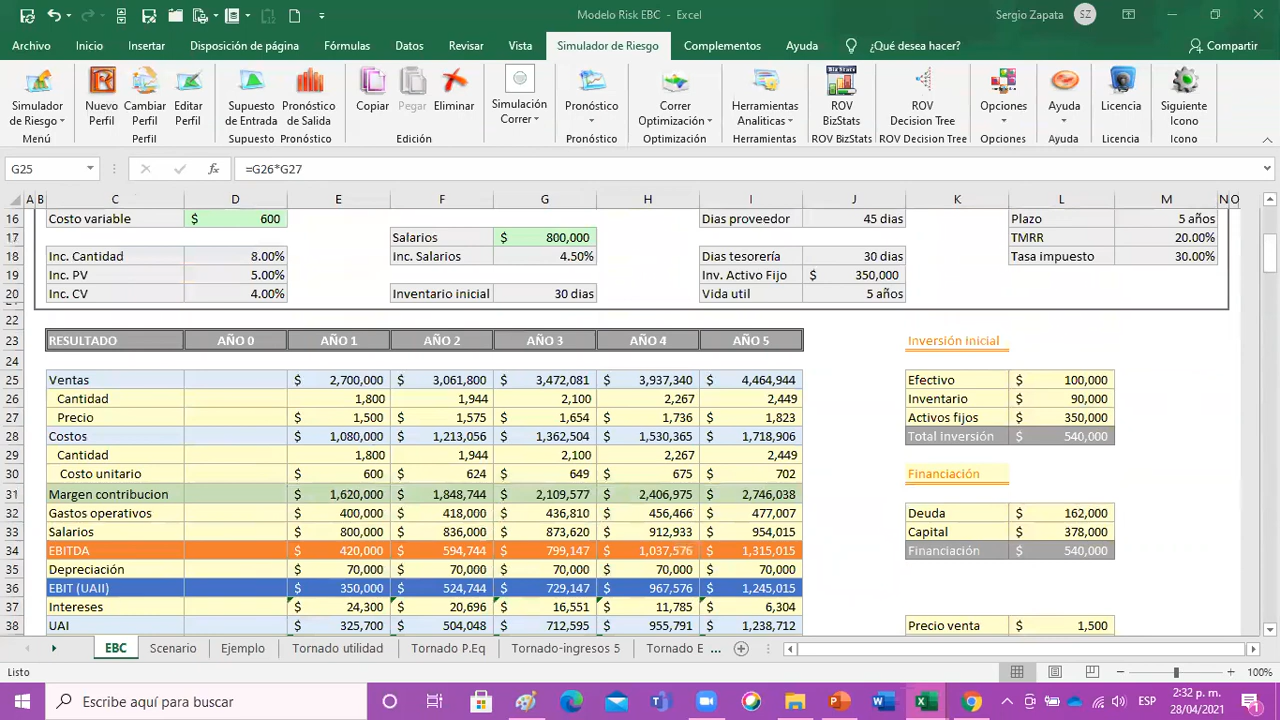 Modelo Risk EBC - Excel
Sergio Zapata SZ
Archivo Inicio Insertar Disposición de página Fórmulas Datos Revisar Vista Simulador de Riesgo Complementos Ayuda ¿Qué desea hacer? Compartir
Simulador de Riesgo Nuevo Perfil Cambiar Perfil Editar Perfil Supuesto de Entrada Pronóstico de Salida Copiar Pegar Eliminar Simulación Correr Pronóstico Correr Optimización Herramientas Analiticas ROV BizStats ROV Decision Tree Opciones Ayuda Licencia Siguiente Icono
Menú Perfil Supuesto Pronóstico Edición Pronóstico Optimización Herramientas ROV BizStats ROV Decision Tree Opciones Ayuda Licencia Icono
G25 fx =G26*G27
A B C D E F G H I J K L M N O
16 Costo variable $ 600 Dias proveedor 45 dias Plazo 5 años
17 Salarios $ 800,000 TMRR 20.00%
18 Inc. Cantidad 8.00% Inc. Salarios 4.50% Dias tesorería 30 dias Tasa impuesto 30.00%
19 Inc. PV 5.00% Inv. Activo Fijo $ 350,000
20 Inc. CV 4.00% Inventario inicial 30 dias Vida util 5 años
22
23 RESULTADO AÑO 0 AÑO 1 AÑO 2 AÑO 3 AÑO 4 AÑO 5 Inversión inicial
24
25 Ventas $ 2,700,000 $ 3,061,800 $ 3,472,081 $ 3,937,340 $ 4,464,944 Efectivo $ 100,000
26 Cantidad 1,800 1,944 2,100 2,267 2,449 Inventario $ 90,000
27 Precio $ 1,500 $ 1,575 $ 1,654 $ 1,736 $ 1,823 Activos fijos $ 350,000
28 Costos $ 1,080,000 $ 1,213,056 $ 1,362,504 $ 1,530,365 $ 1,718,906 Total Inversión $ 540,000
29 Cantidad 1,800 1,944 2,100 2,267 2,449
30 Costo unitario $ 600 $ 624 $ 649 $ 675 $ 702 Financiación
31 Margen contribucion $ 1,620,000 $ 1,848,744 $ 2,109,577 $ 2,406,975 $ 2,746,038
32 Gastos operativos $ 400,000 $ 418,000 $ 436,810 $ 456,466 $ 477,007 Deuda $ 162,000
33 Salarios $ 800,000 $ 836,000 $ 873,620 $ 912,933 $ 954,015 Capital $ 378,000
34 EBITDA $ 420,000 $ 594,744 $ 799,147 $ 1,037,576 $ 1,315,015 Financiación $ 540,000
35 Depreciación $ 70,000 $ 70,000 $ 70,000 $ 70,000 $ 70,000
36 EBIT (UAII) $ 350,000 $ 524,744 $ 729,147 $ 967,576 $ 1,245,015
37 Intereses $ 24,300 $ 20,696 $ 16,551 $ 11,785 $ 6,304
38 UAI $ 325,700 $ 504,048 $ 712,595 $ 955,791 $ 1,238,712 Precio venta $ 1,500
EBC Scenario Ejemplo Tornado utilidad Tornado P.Eq Tornado-ingresos 5 Tornado E ...
Listo 100%
Escribe aquí para buscar ESP 2:32 p. m.
28/04/2021 1